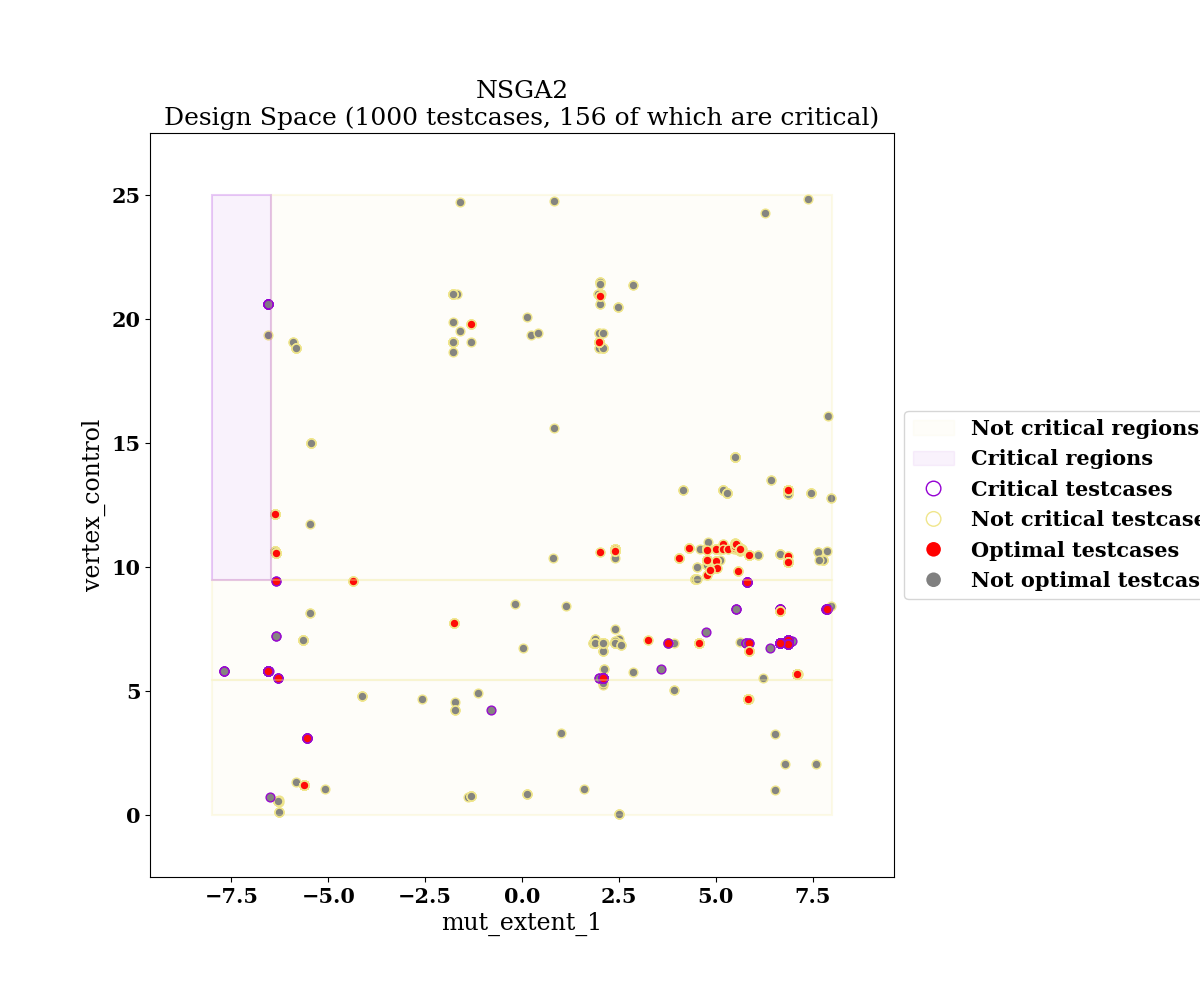 NSGA2
Design Space (1000 testcases, 156 of which are critical)
25
20
15
10
5
0
vertex_control
−7.5 −5.0 −2.5 0.0 2.5 5.0 7.5
mut_extent_1
Not critical regions
Critical regions
Critical testcases
Not critical testcase
Optimal testcases
Not optimal testcas